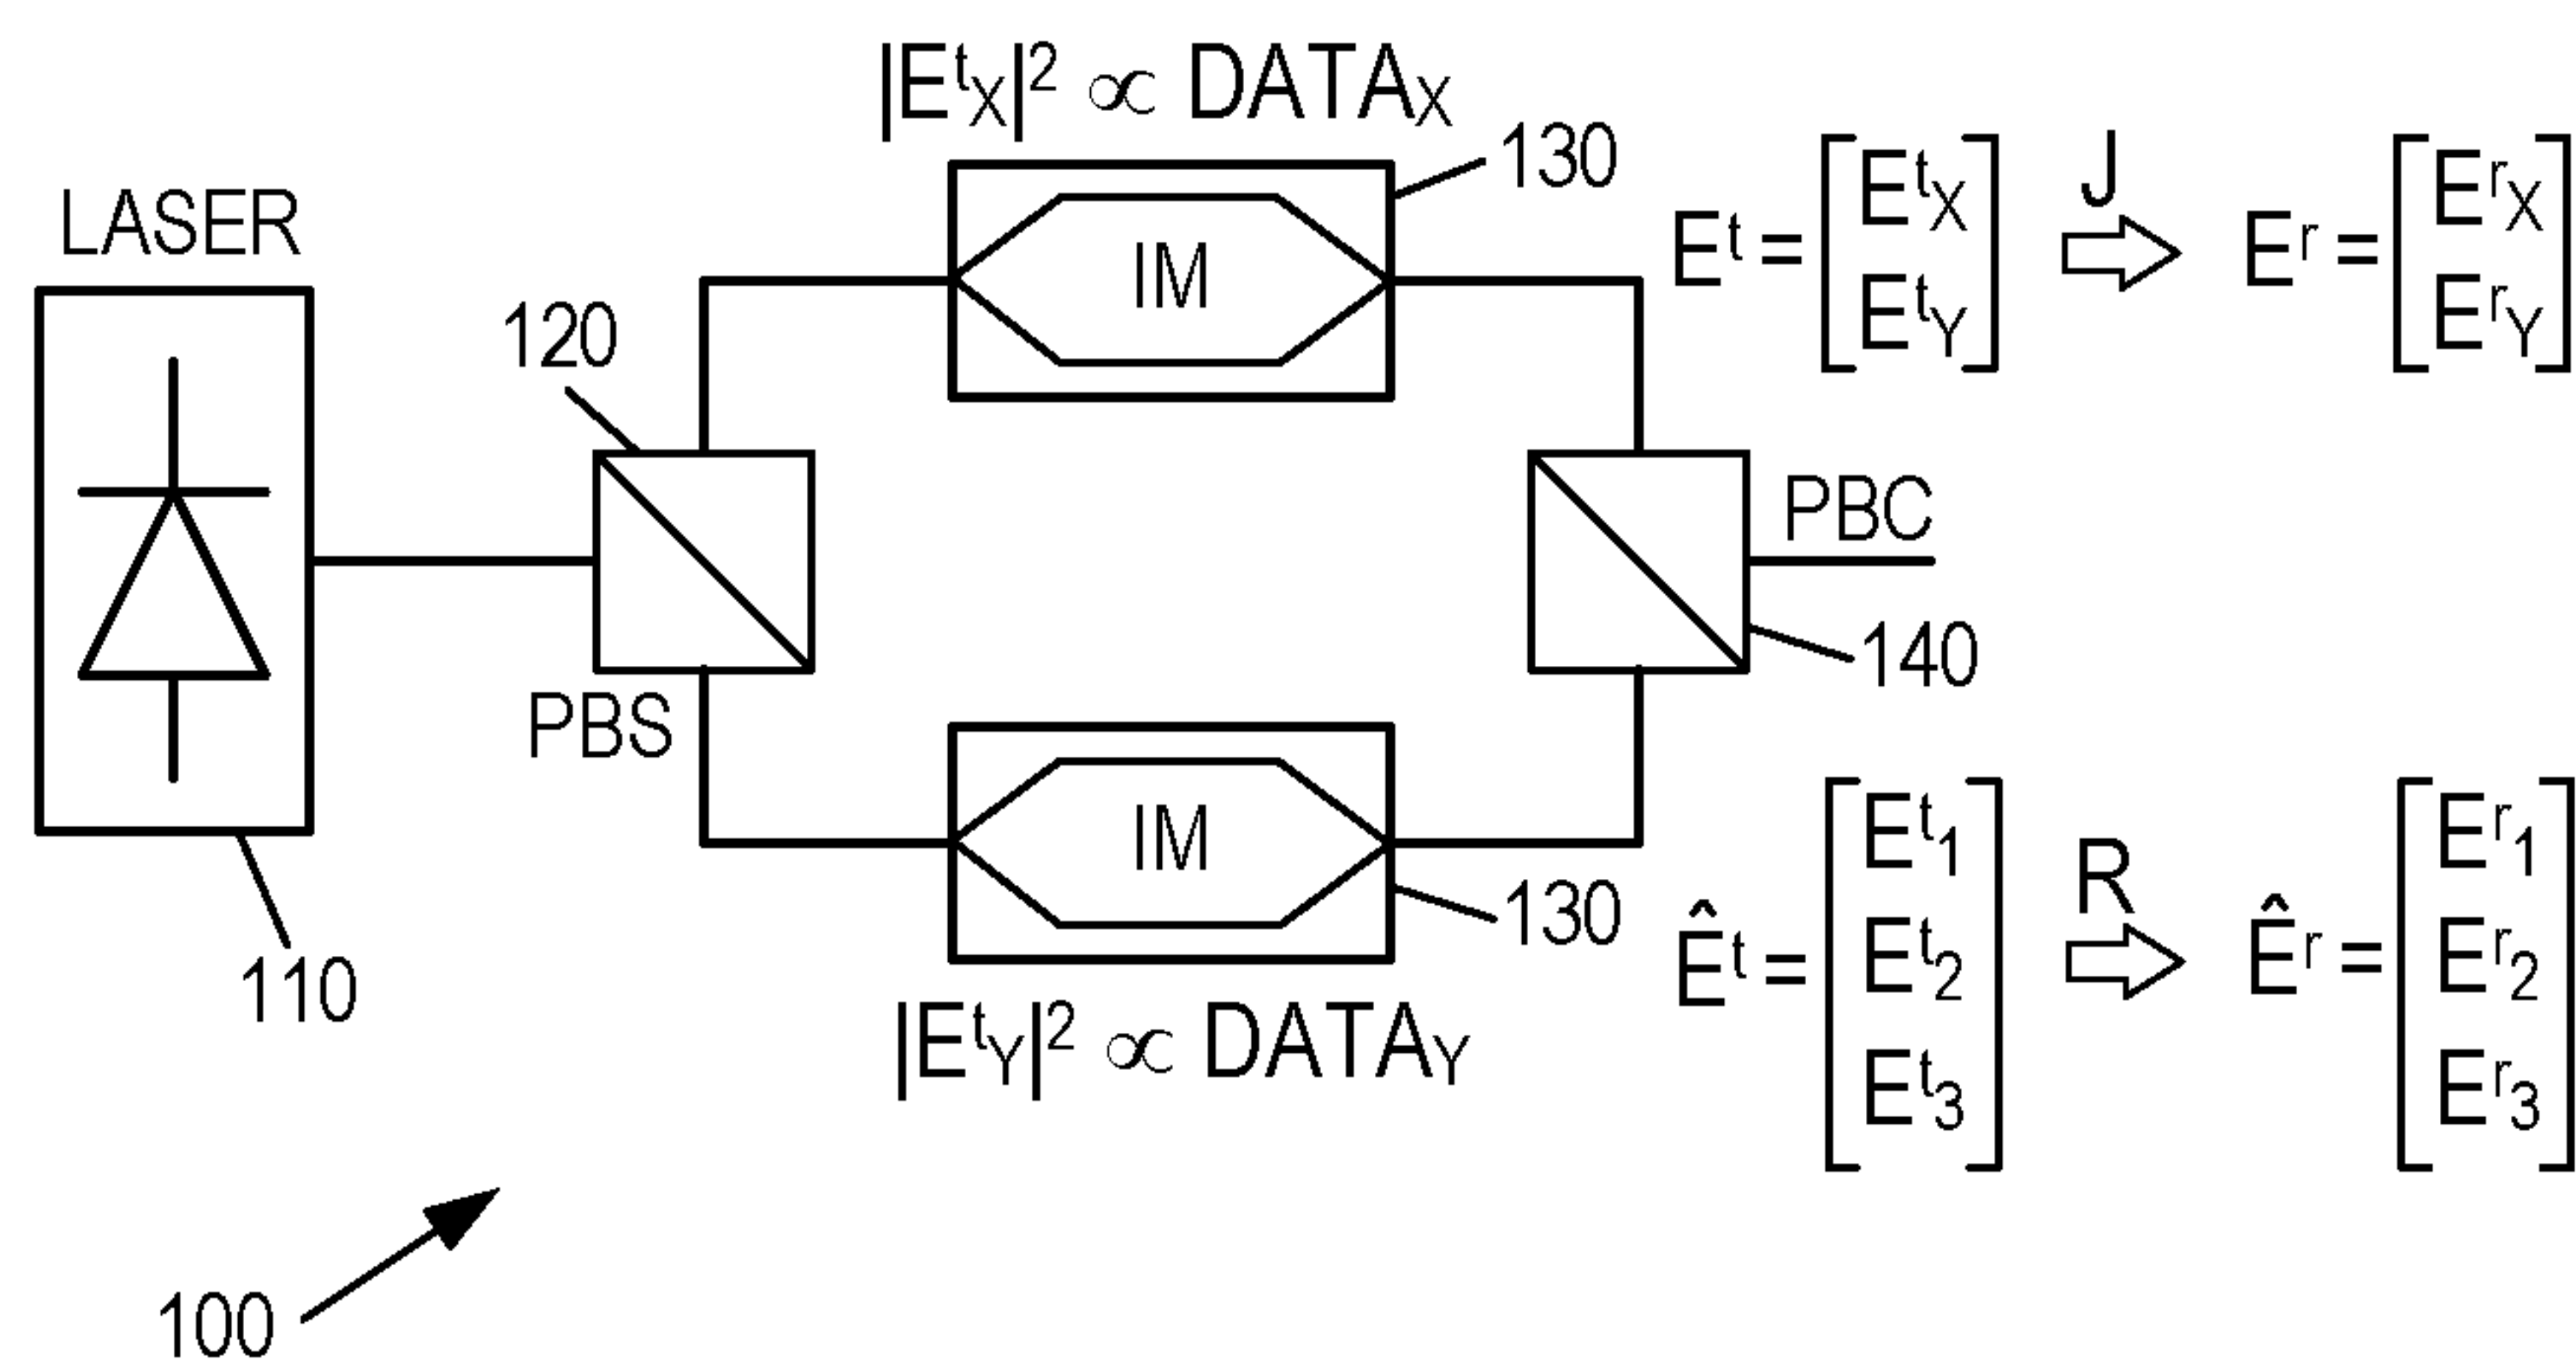 |EᵗX|² ∝ DATAX
130
LASER
IM
Eᵗ = [EᵗX EᵗY] J ⇨ Eʳ = [EʳX EʳY]
120
PBC
140
PBS
IM
130
Êᵗ = [Eᵗ1 Eᵗ2 Eᵗ3] R ⇨ Êʳ = [Eʳ1 Eʳ2 Eʳ3]
110
|EᵗY|² ∝ DATAY
100